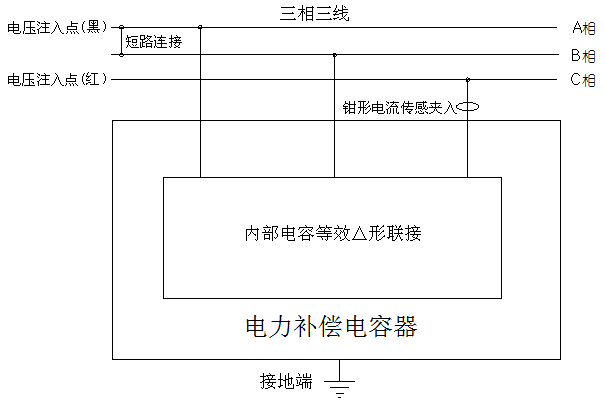 三相三线
电压注入点(黑)
A相
短路连接
B相
电压注入点(红)
C相
钳形电流传感夹入
内部电容等效△形联接
电力补偿电容器
接地端